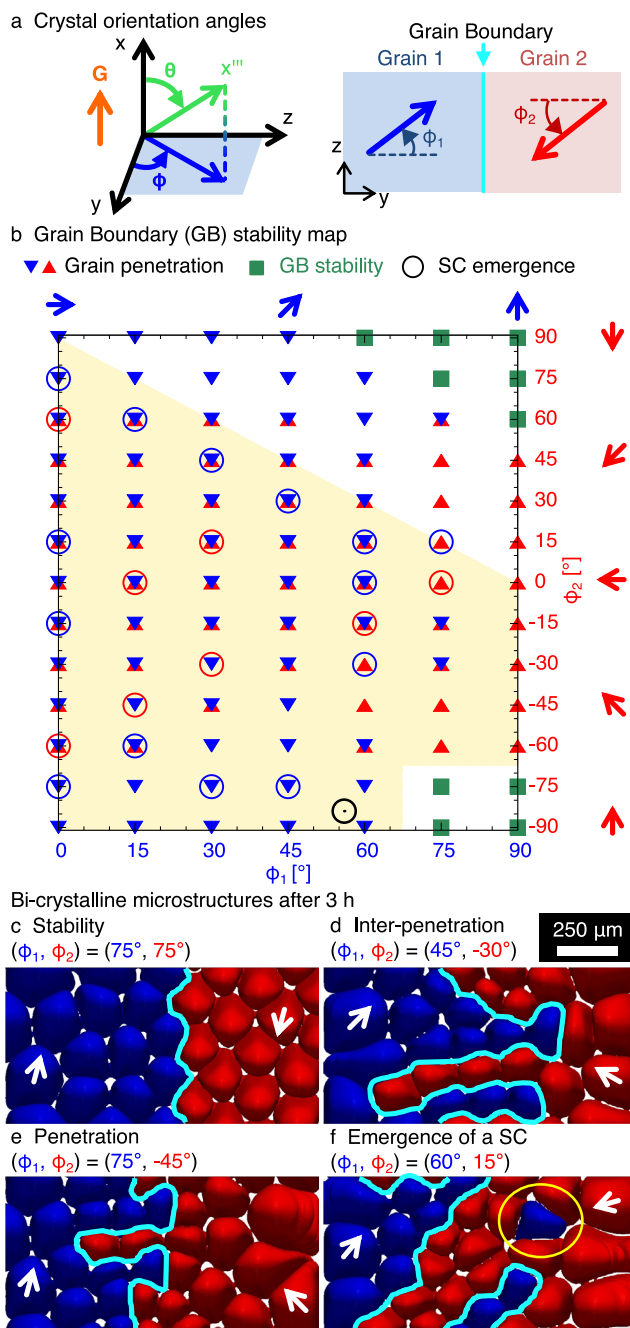 a Crystal orientation angles
x
G
θ
x'''
z
ϕ
y
Grain Boundary
Grain 1
Grain 2
ϕ1
ϕ2
z
y
b Grain Boundary (GB) stability map
Grain penetration
GB stability
SC emergence
90
75
60
45
30
15
0
-15
-30
-45
-60
-75
-90
ϕ2 [°]
0 15 30 45 60 75 90
ϕ1 [°]
Bi-crystalline microstructures after 3 h
c Stability
(ϕ1, ϕ2) = (75°, 75°)
d Inter-penetration
(ϕ1, ϕ2) = (45°, -30°)
250 µm
e Penetration
(ϕ1, ϕ2) = (75°, -45°)
f Emergence of a SC
(ϕ1, ϕ2) = (60°, 15°)